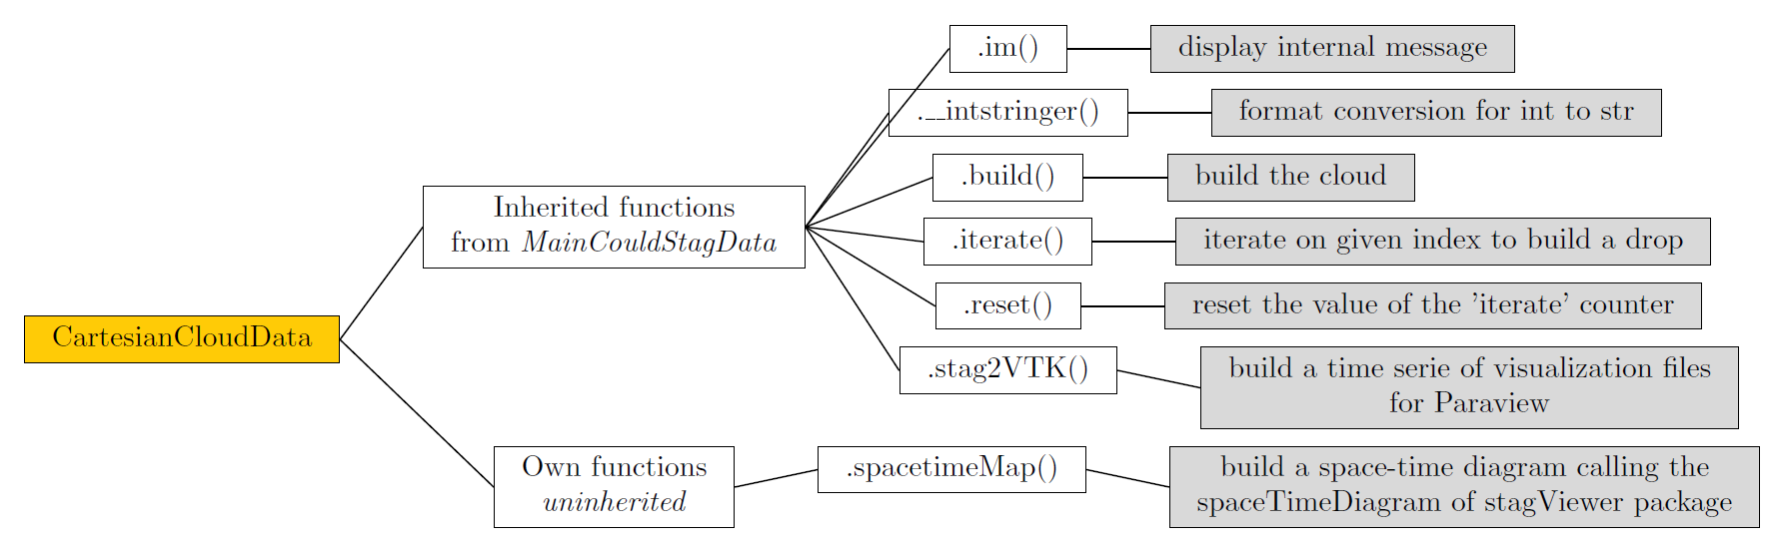 .im()
display internal message
.__intstringer()
format conversion for int to str
.build()
build the cloud
Inherited functions
from MainCouldStagData
.iterate()
iterate on given index to build a drop
.reset()
reset the value of the 'iterate' counter
CartesianCloudData
.stag2VTK()
build a time serie of visualization files
for Paraview
Own functions
uninherited
.spacetimeMap()
build a space-time diagram calling the
spaceTimeDiagram of stagViewer package